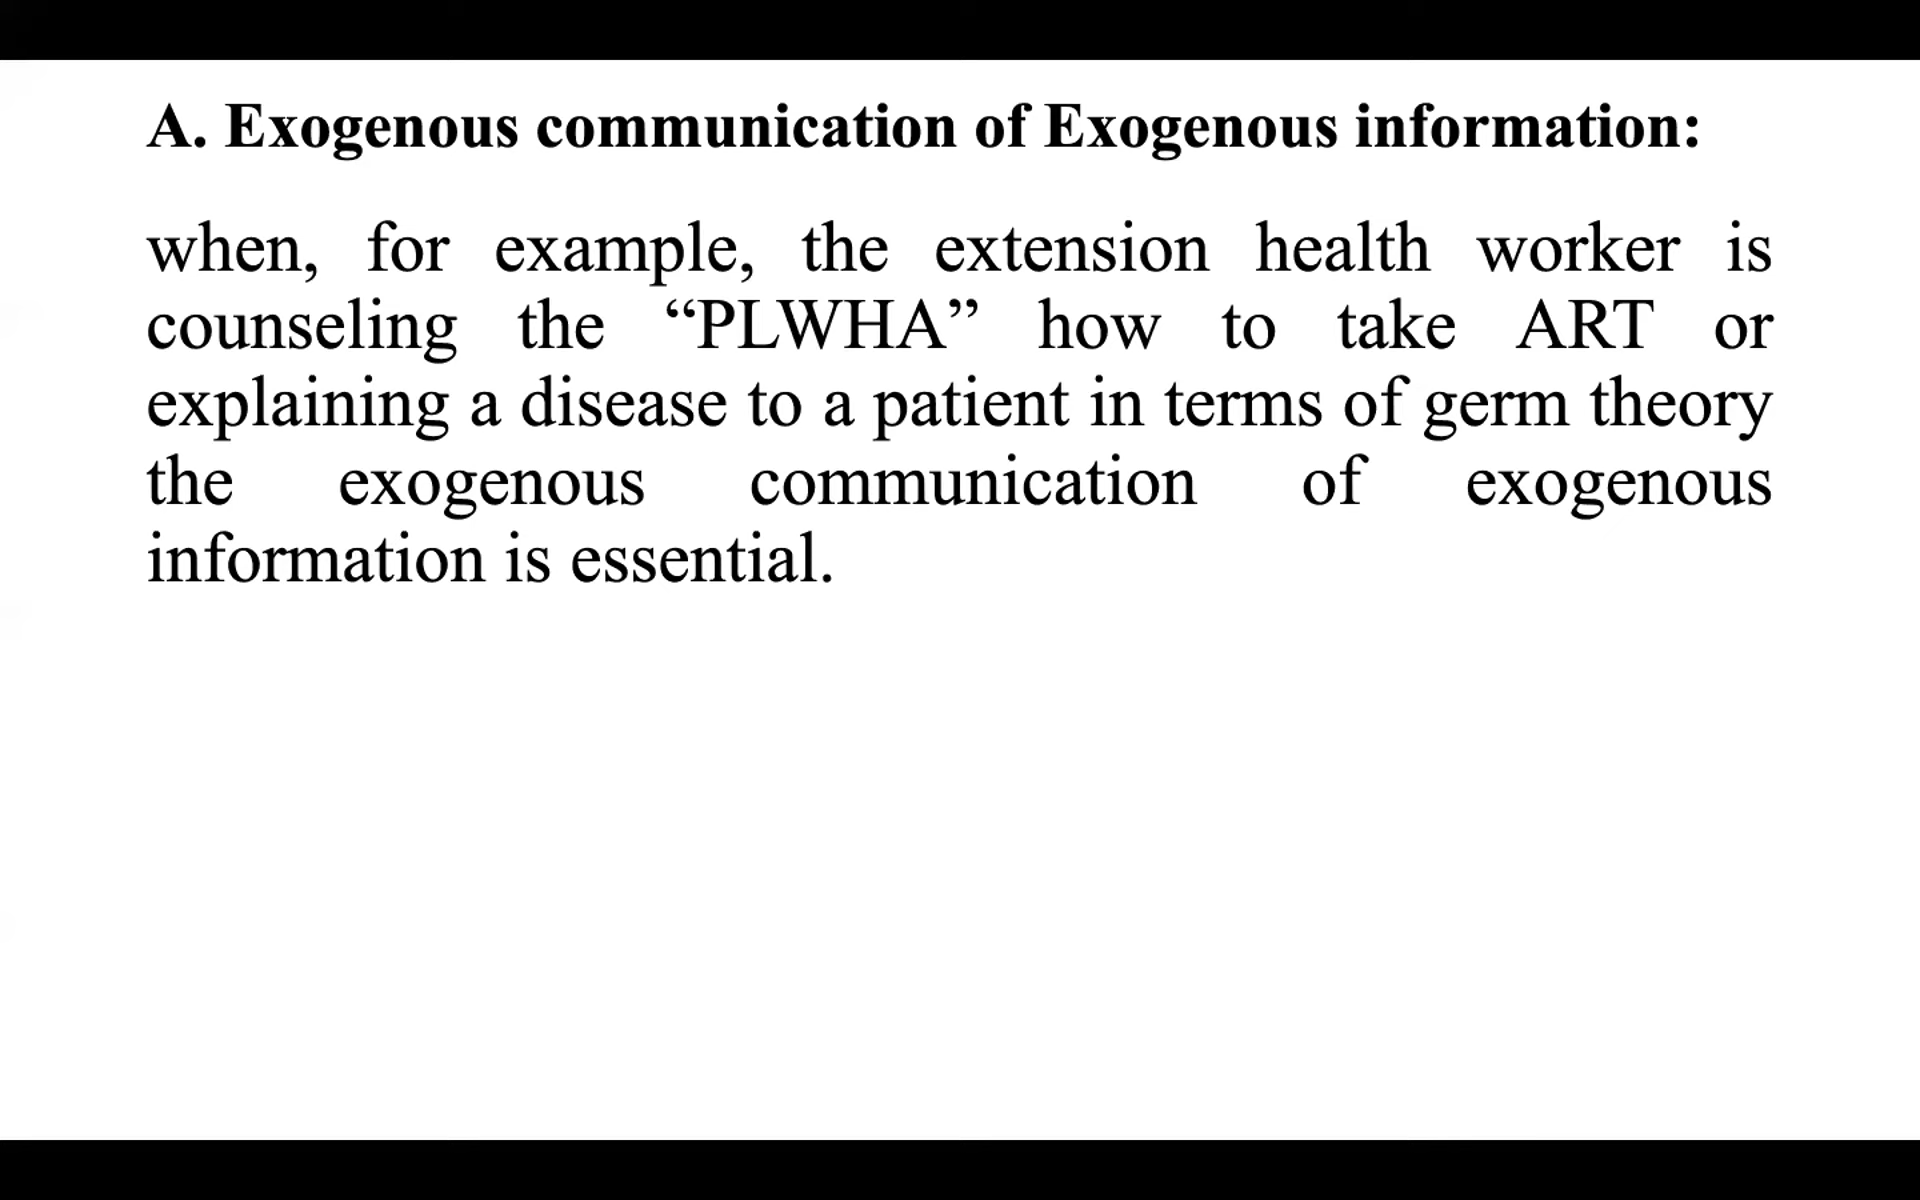 A. Exogenous communication of Exogenous information:
when, for example, the extension health worker is
counseling the “PLWHA” how to take ART or
explaining a disease to a patient in terms of germ theory
the exogenous communication of exogenous
information is essential.